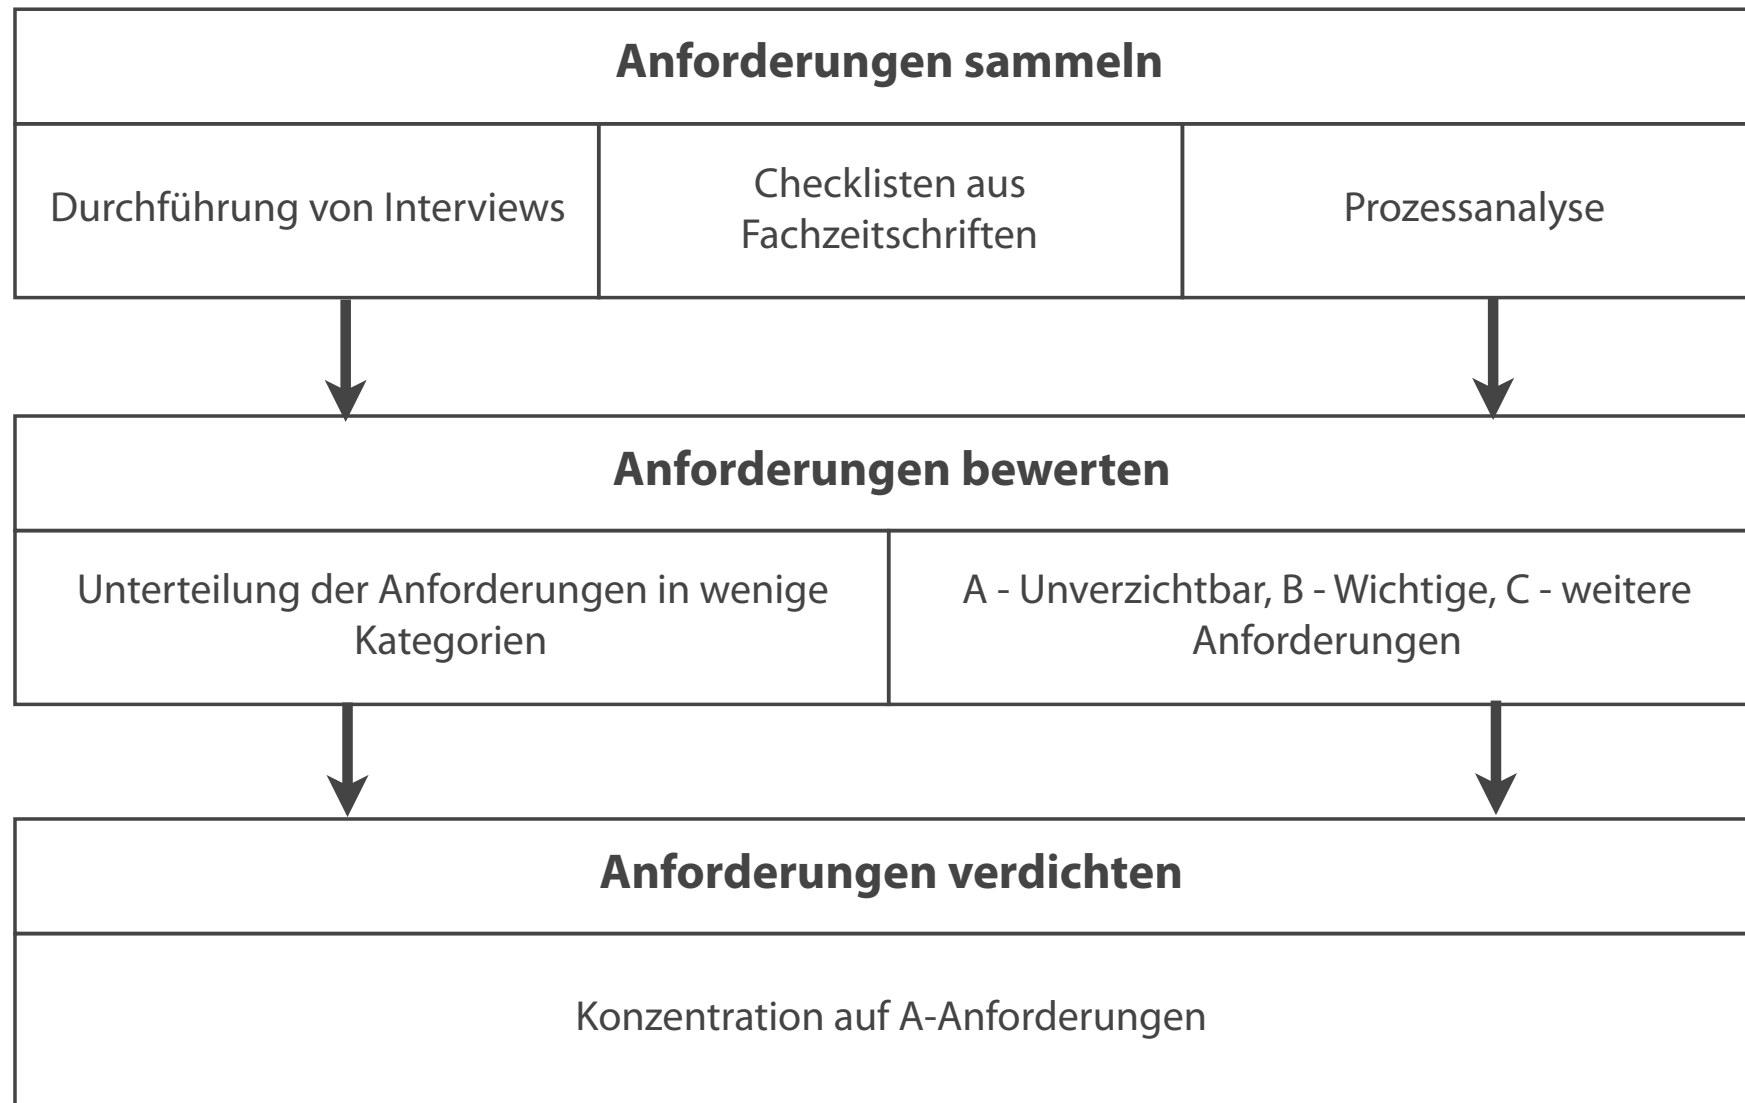 Anforderungen sammeln
Durchführung von Interviews
Checklisten aus
Fachzeitschriften
Prozessanalyse
Anforderungen bewerten
Unterteilung der Anforderungen in wenige
Kategorien
A - Unverzichtbar, B - Wichtige, C - weitere
Anforderungen
Anforderungen verdichten
Konzentration auf A-Anforderungen